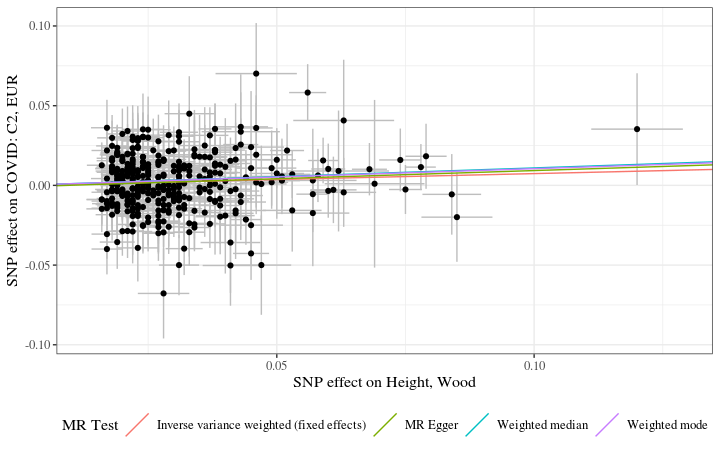 0.10
0.05
0.00
-0.05
-0.10
SNP effect on COVID: C2, EUR
0.05 0.10
SNP effect on Height, Wood
MR Test Inverse variance weighted (fixed effects) MR Egger Weighted median Weighted mode